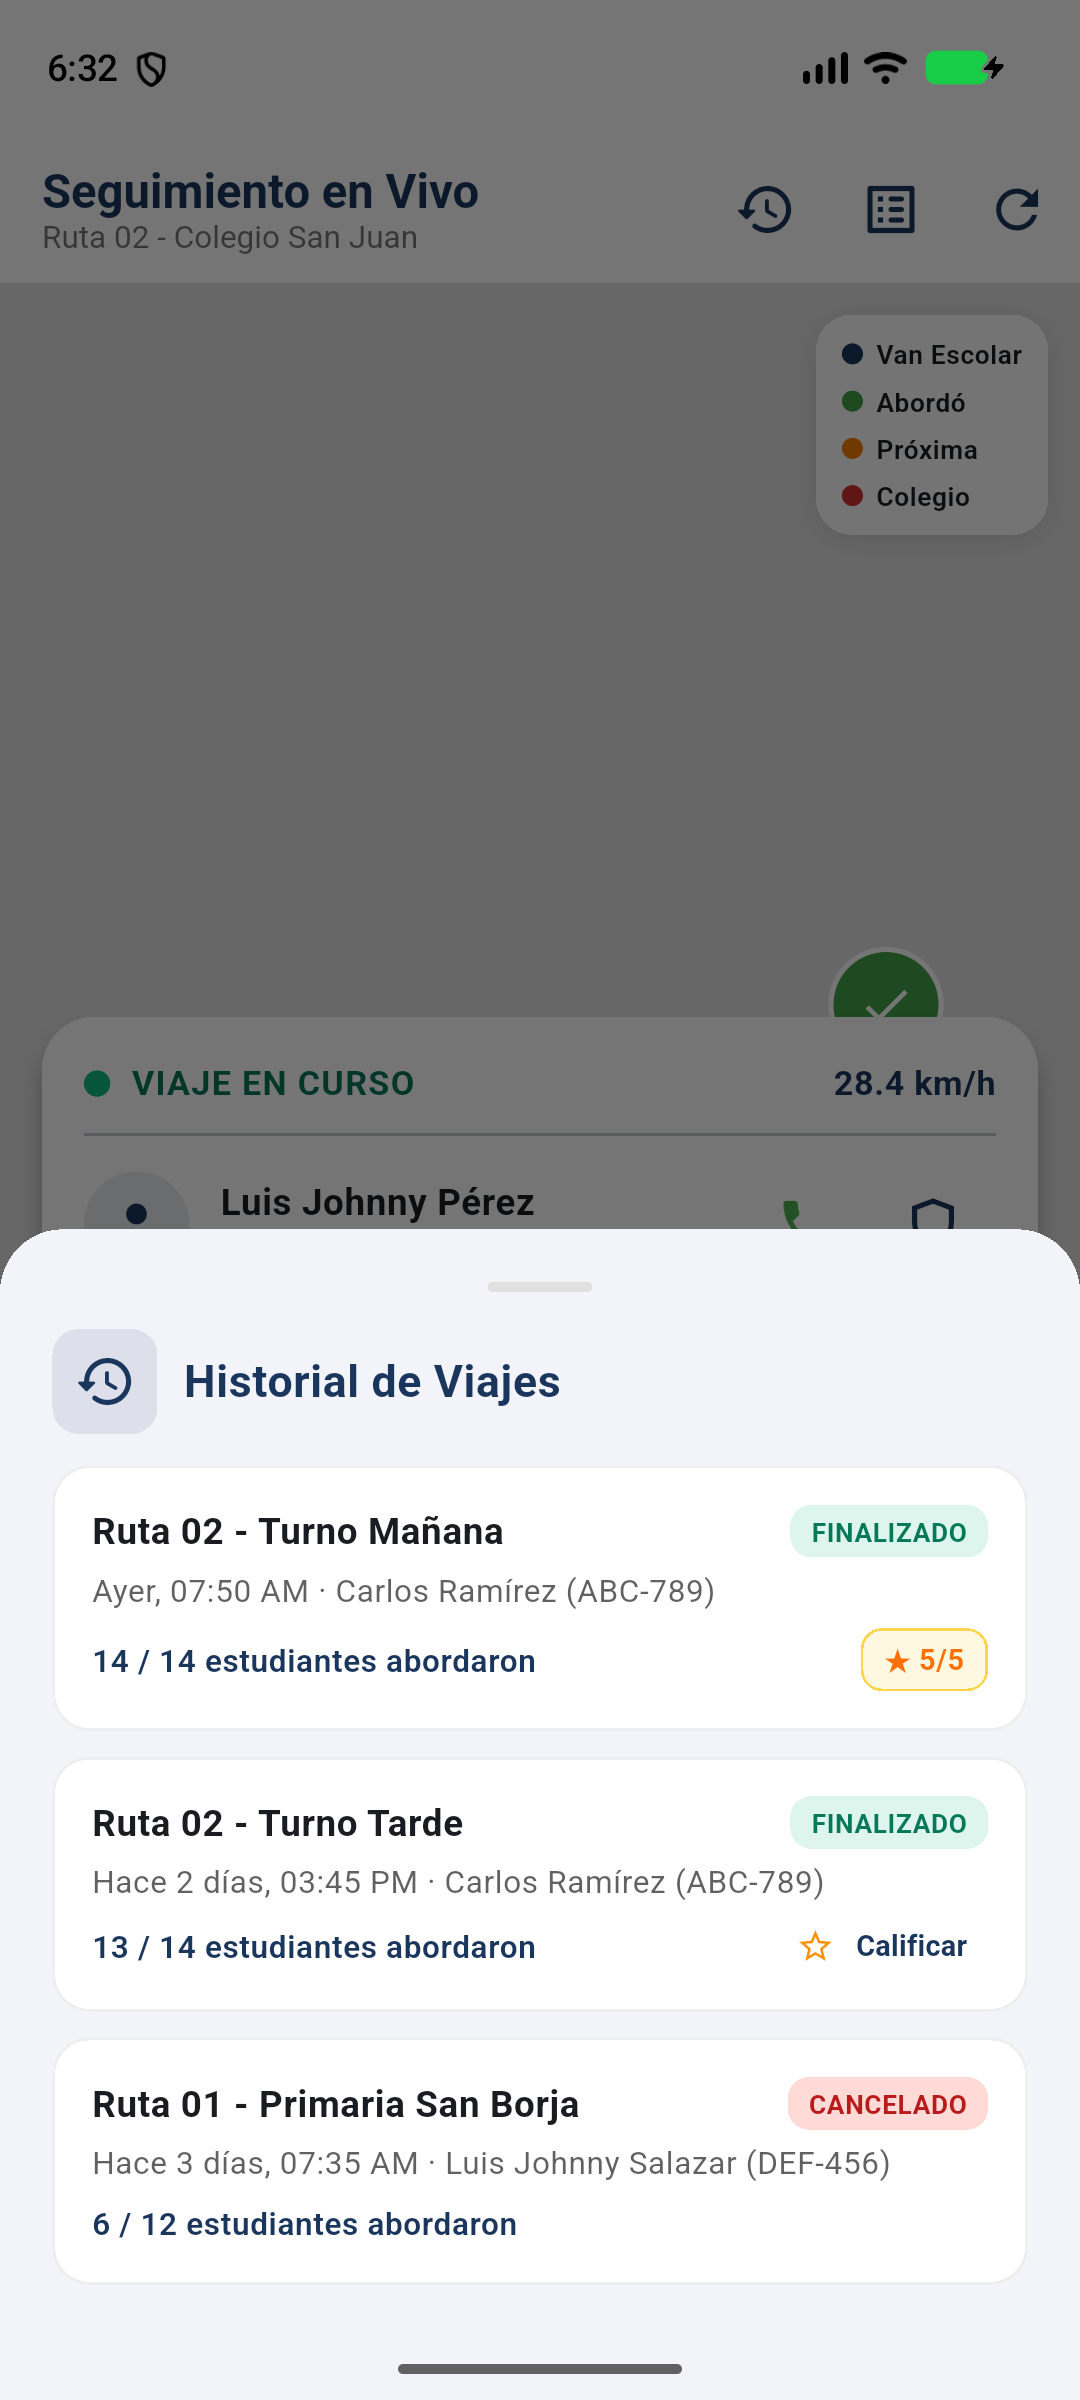 6:32
Seguimiento en Vivo
Ruta 02 - Colegio San Juan
Van Escolar
Abordó
Próxima
Colegio
VIAJE EN CURSO
28.4 km/h
Luis Johnny Pérez
Historial de Viajes
Ruta 02 - Turno Mañana
FINALIZADO
Ayer, 07:50 AM · Carlos Ramírez (ABC-789)
14 / 14 estudiantes abordaron
★ 5/5
Ruta 02 - Turno Tarde
FINALIZADO
Hace 2 días, 03:45 PM · Carlos Ramírez (ABC-789)
13 / 14 estudiantes abordaron
Calificar
Ruta 01 - Primaria San Borja
CANCELADO
Hace 3 días, 07:35 AM · Luis Johnny Salazar (DEF-456)
6 / 12 estudiantes abordaron